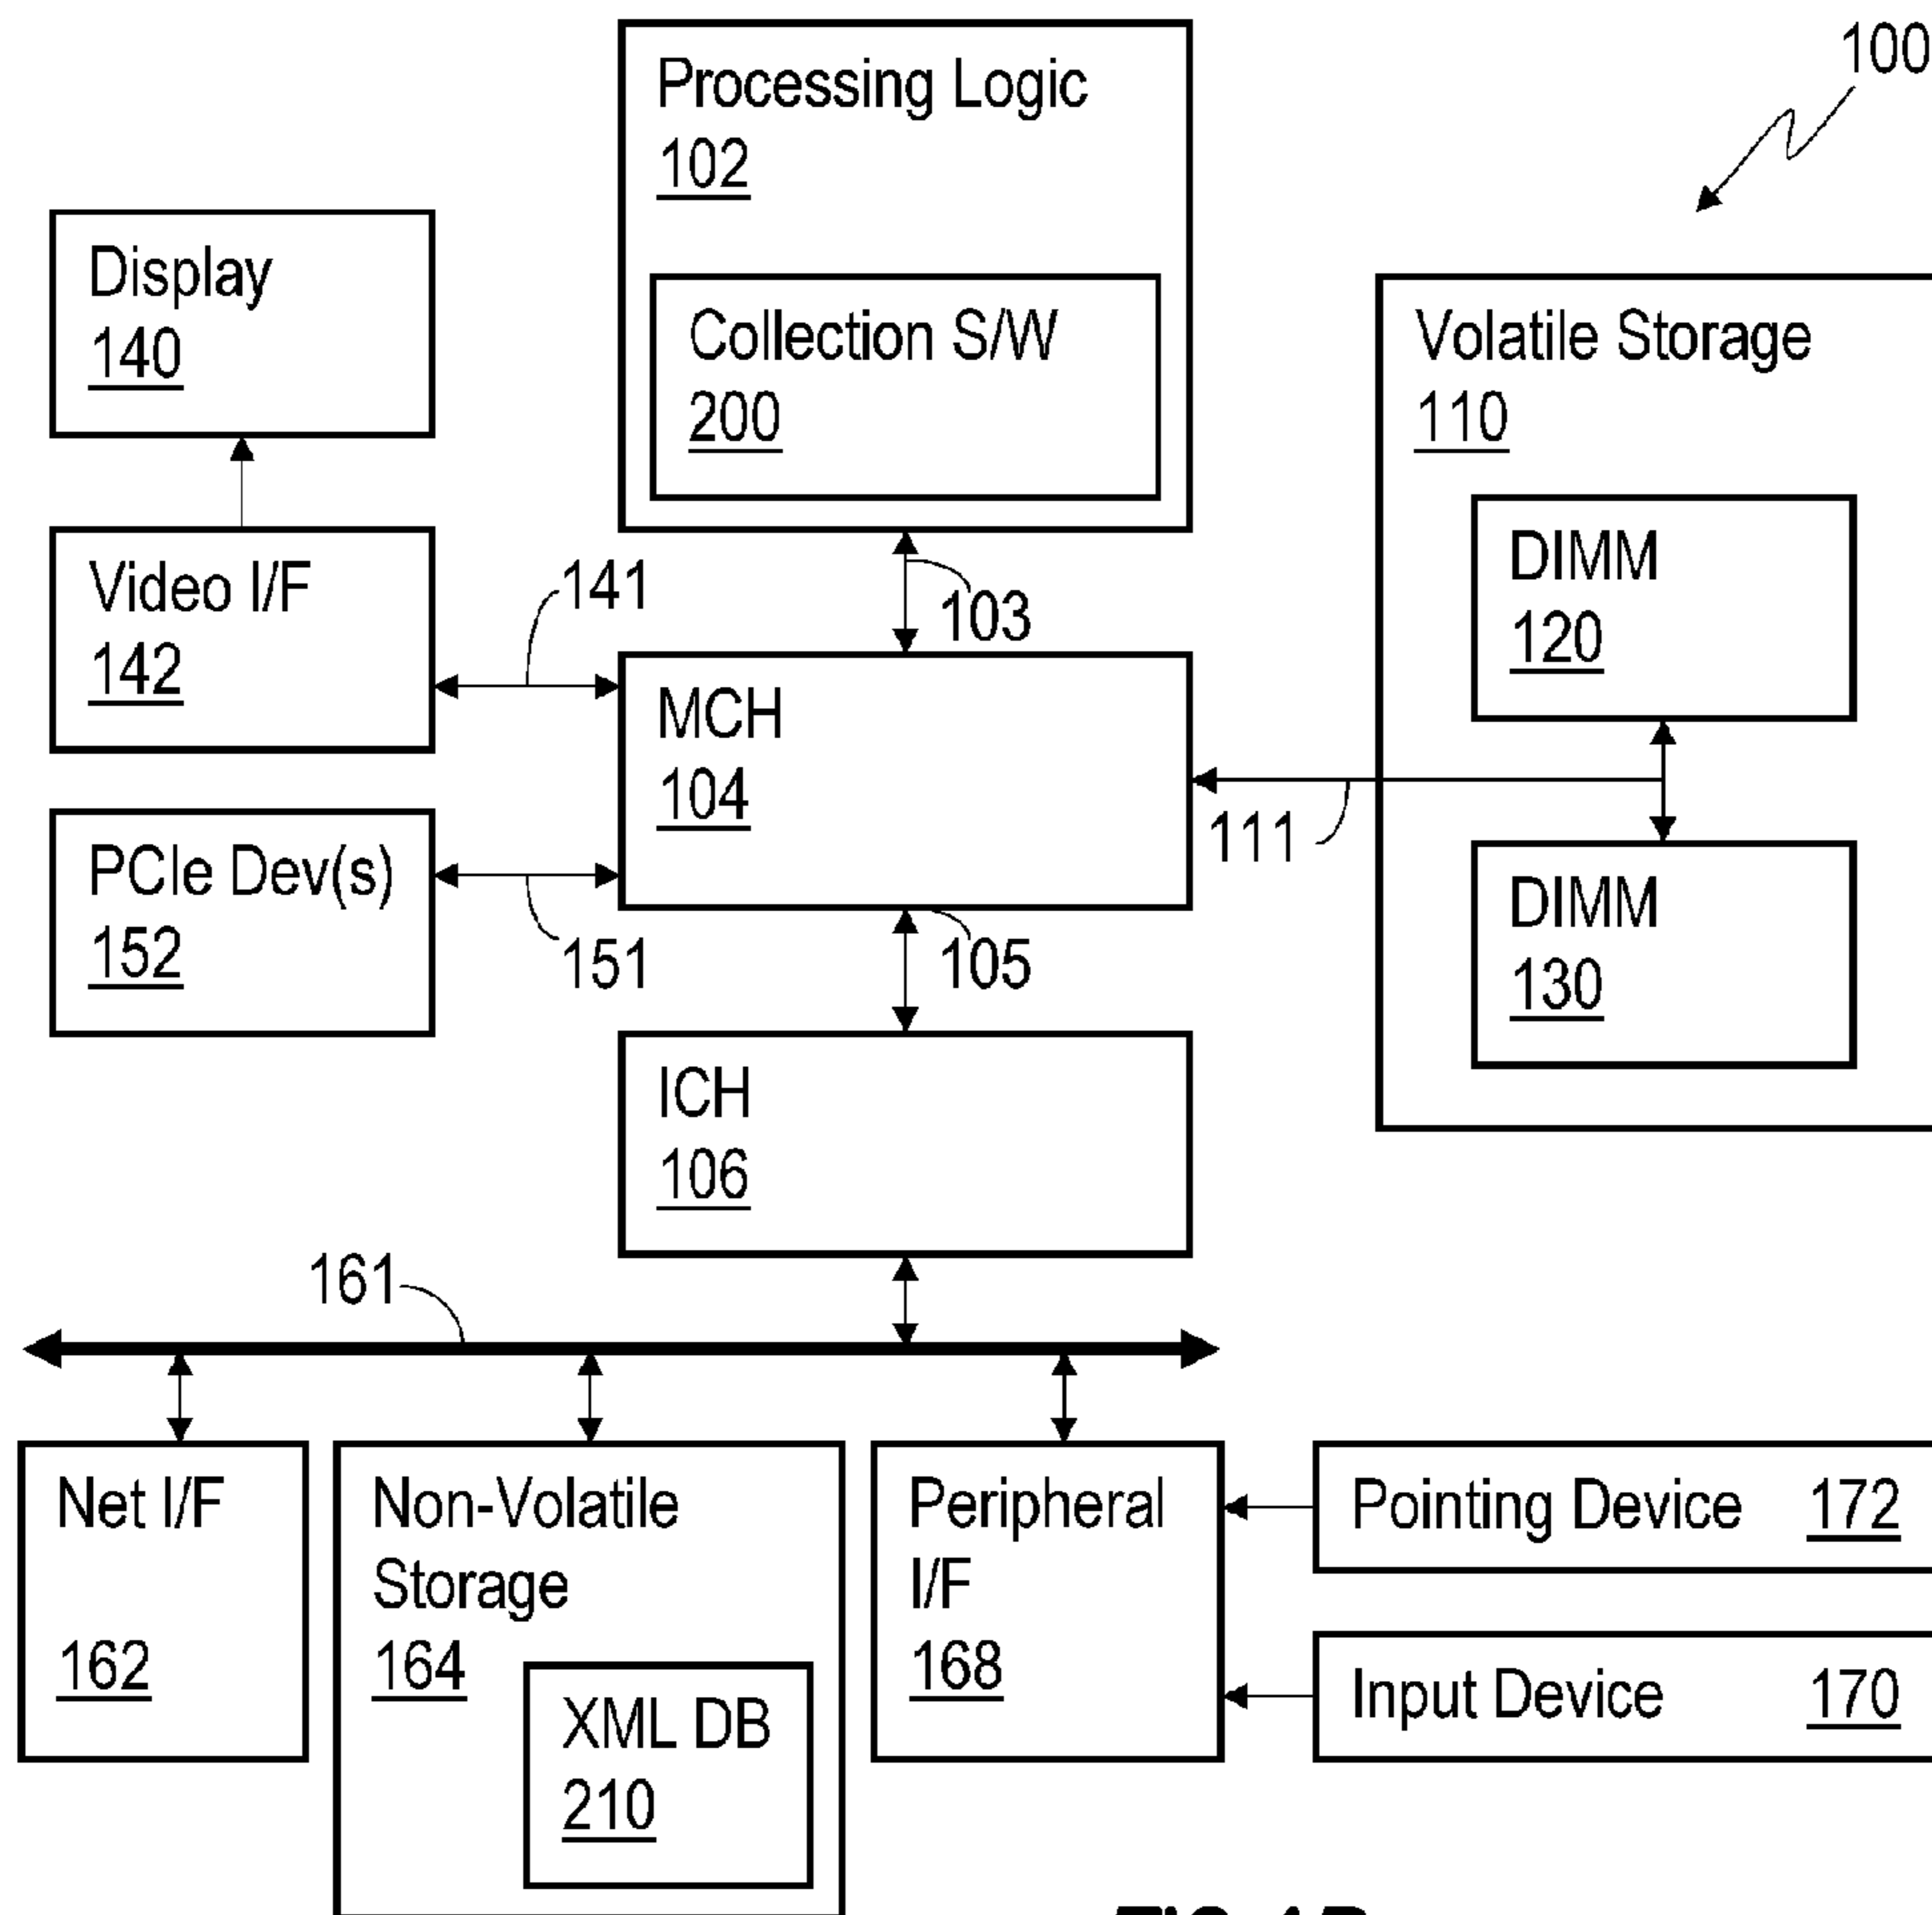 100
Processing Logic
102
Collection S/W
200
Display
140
Volatile Storage
110
Video I/F
142
141
103
DIMM
120
MCH
104
111
PCIe Dev(s)
152
151
105
DIMM
130
ICH
106
161
Net I/F
162
Non-Volatile
Storage
164
XML DB
210
Peripheral
I/F
168
Pointing Device 172
Input Device 170